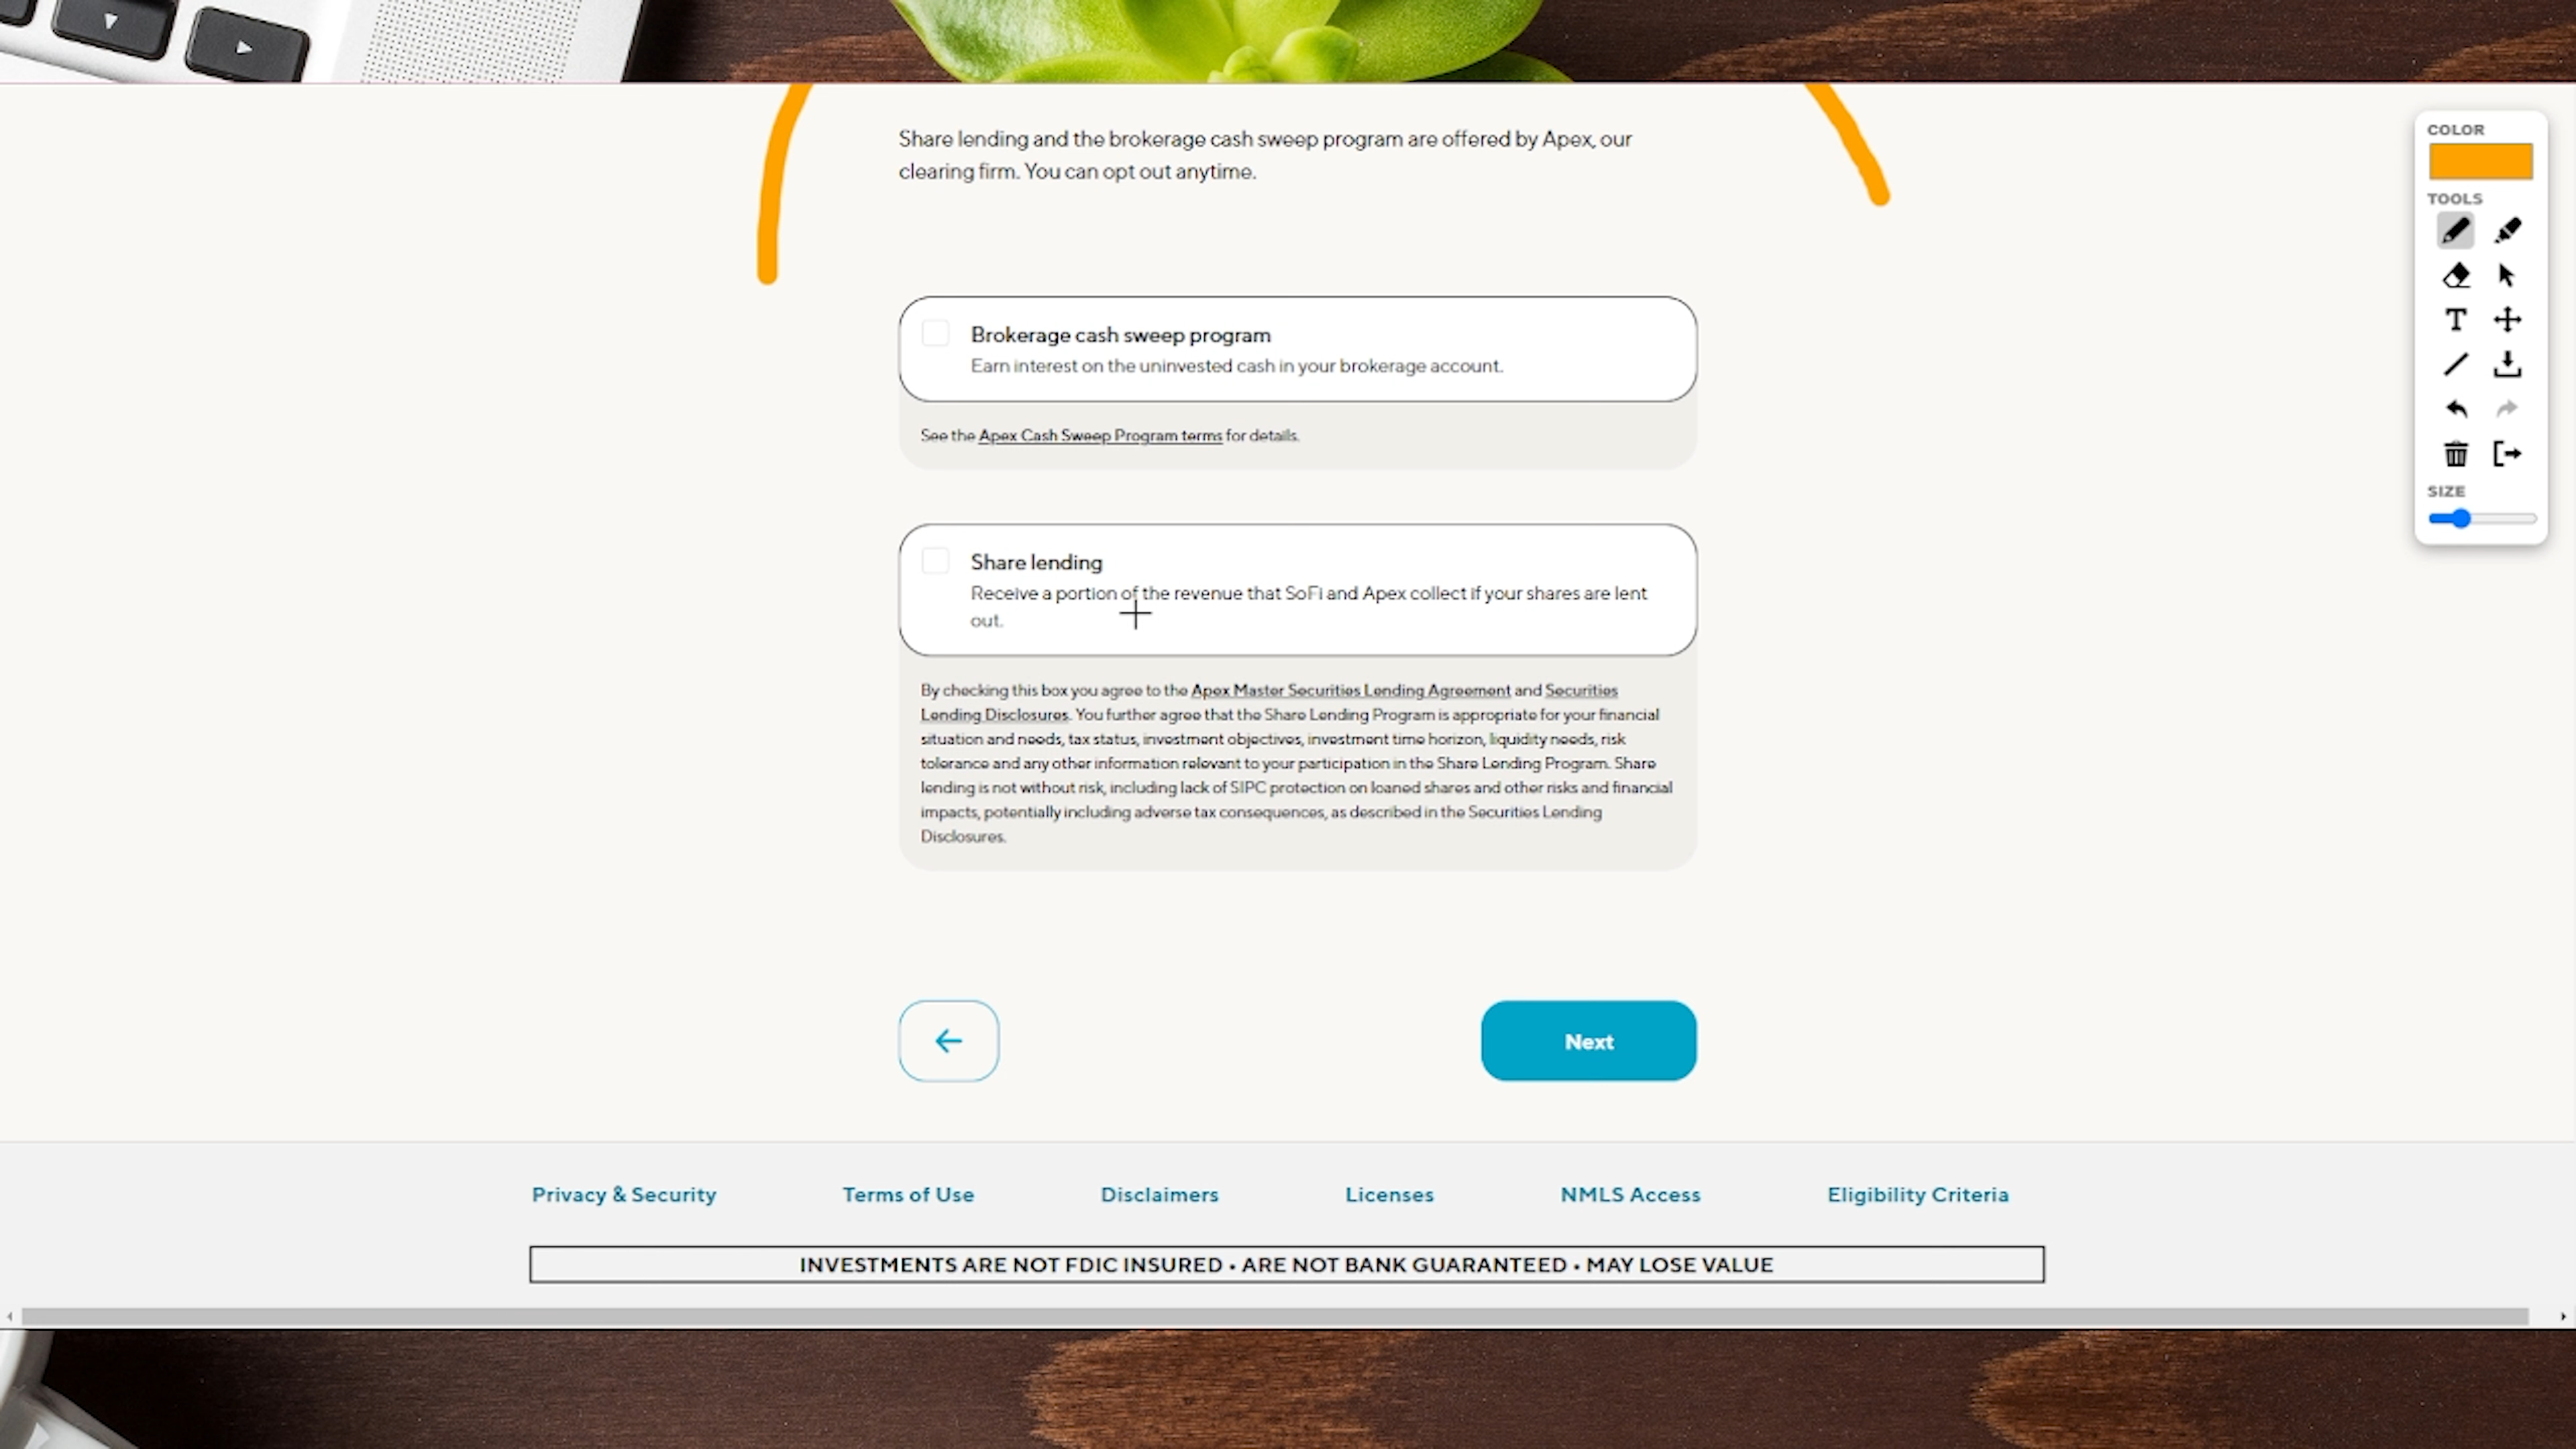 Share lending and the brokerage cash sweep program are offered by Apex, our
clearing firm. You can opt out anytime.
COLOR
TOOLS
T
SIZE
Brokerage cash sweep program
Earn interest on the uninvested cash in your brokerage account.
See the Apex Cash Sweep Program terms for details.
Share lending
Receive a portion of the revenue that SoFi and Apex collect if your shares are lent
out.
By checking this box you agree to the Apex Master Securities Lending Agreement and Securities
Lending Disclosures. You further agree that the Share Lending Program is appropriate for your financial
situation and needs, tax status, investment objectives, investment time horizon, liquidity needs, risk
tolerance and any other information relevant to your participation in the Share Lending Program. Share
lending is not without risk, including lack of SIPC protection on loaned shares and other risks and financial
impacts, potentially including adverse tax consequences, as described in the Securities Lending
Disclosures.
Next
Privacy & Security Terms of Use Disclaimers Licenses NMLS Access Eligibility Criteria
INVESTMENTS ARE NOT FDIC INSURED • ARE NOT BANK GUARANTEED • MAY LOSE VALUE